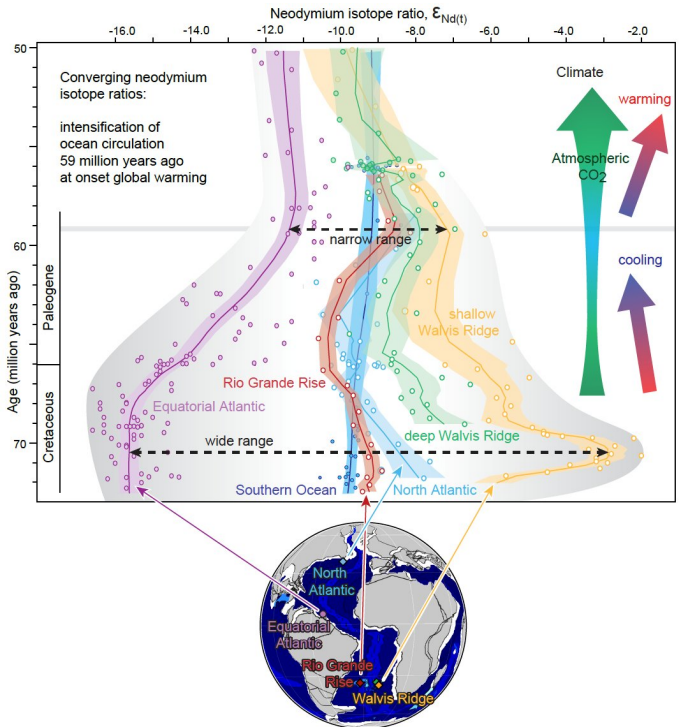 Neodymium isotope ratio, εNd(t)
-16.0 -14.0 -12.0 -10.0 -8.0 -6.0 -4.0 -2.0
50
60
70
Age (million years ago)
Paleogene
Cretaceous
Converging neodymium
isotope ratios:
intensification of
ocean circulation
59 million years ago
at onset global warming
Climate
warming
Atmospheric
CO2
cooling
narrow range
shallow
Walvis Ridge
Rio Grande Rise
Equatorial Atlantic
deep Walvis Ridge
wide range
Southern Ocean
North Atlantic
North
Atlantic
Equatorial
Atlantic
Rio Grande
Rise
Walvis Ridge